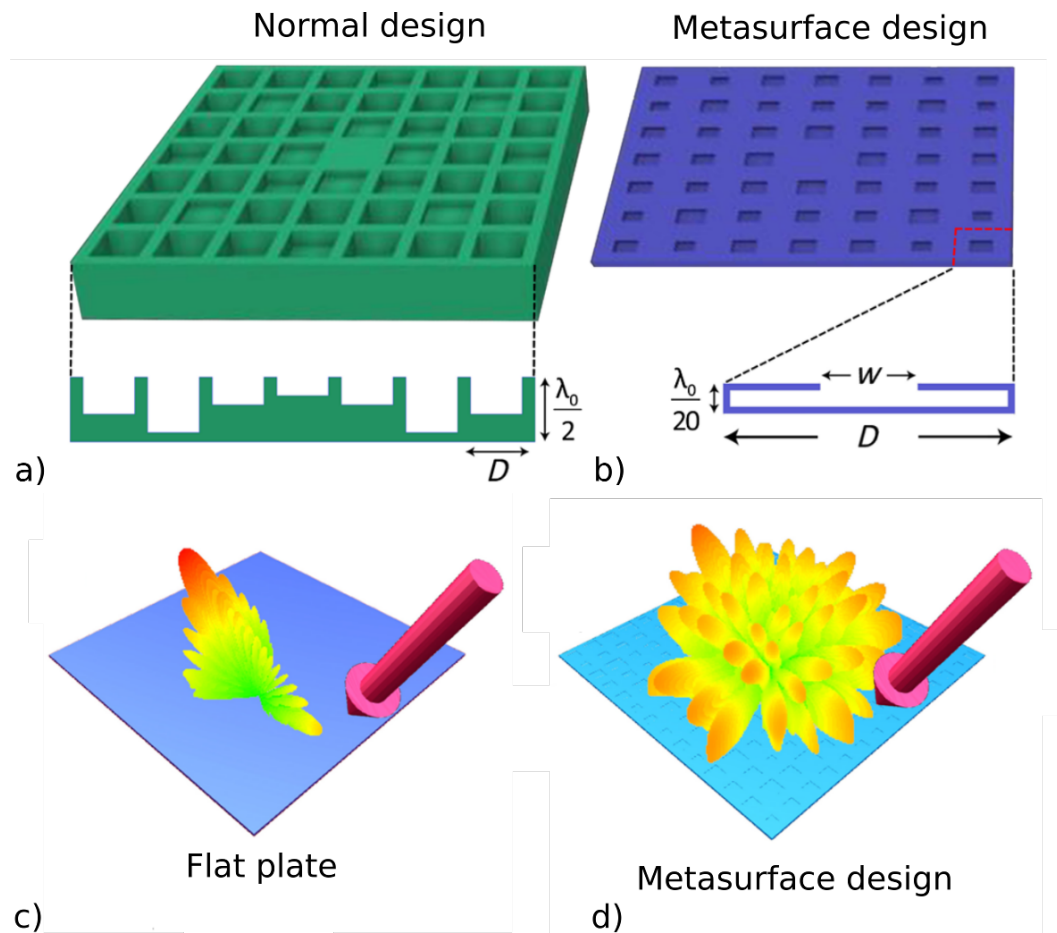 Normal design
Metasurface design
λ₀
2
D
a)
λ₀
20
w
D
b)
Flat plate
c)
Metasurface design
d)